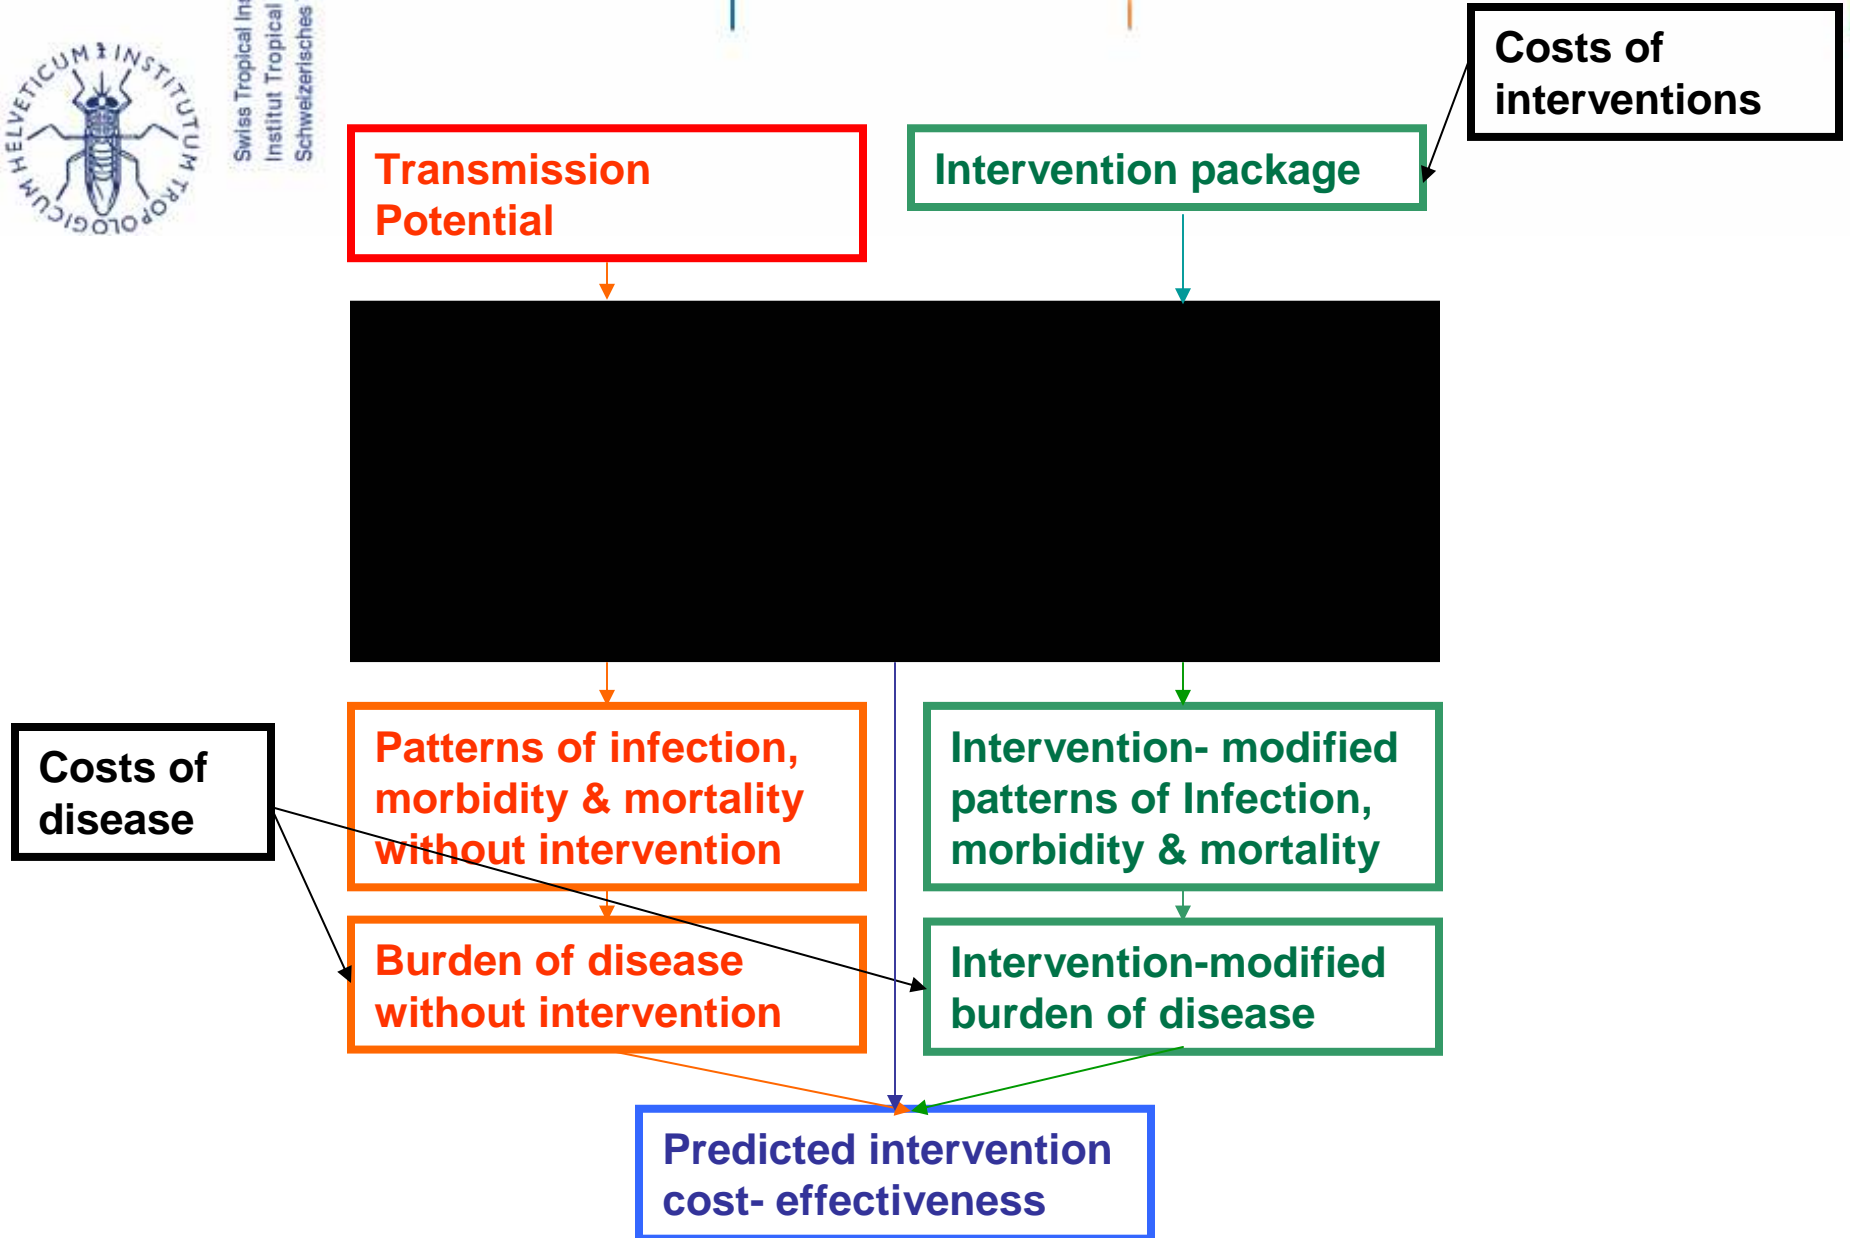 HELVETICUM INSTITUTUM TROPOLOGICUM
Swiss Tropical
Institut Tropical
Schweizerisches
Costs of
interventions
Transmission
Potential
Intervention package
Costs of
disease
Patterns of infection,
morbidity & mortality
without intervention
Intervention- modified
patterns of Infection,
morbidity & mortality
Burden of disease
without intervention
Intervention-modified
burden of disease
Predicted intervention
cost- effectiveness